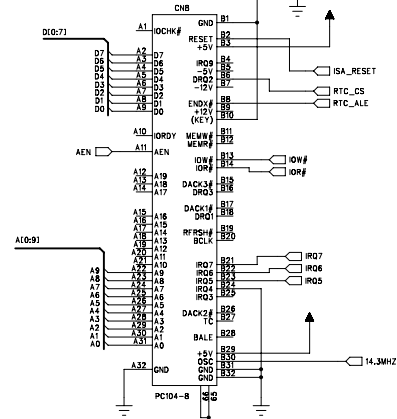 CN8
A1 IOCHK#
D[0:7]
D7 A2 D7
D6 A3 D6
D5 A4 D5
D4 A5 D4
D3 A6 D3
D2 A7 D2
D1 A8 D1
D0 A9 D0
A10 IORDY
AEN A11 AEN
A12 A19
A13 A18
A14 A17
A15 A16
A16 A15
A17 A14
A18 A13
A19 A12
A20 A11
A21 A10
A[0:9]
A9 A22 A9
A8 A23 A8
A7 A24 A7
A6 A25 A6
A5 A26 A5
A4 A27 A4
A3 A28 A3
A2 A29 A2
A1 A30 A1
A0 A31 A0
A32 GND
GND B1
RESET B2
+5V B3
IRQ9 B4
-5V B5
DRQ2 B6
-12V B7
ENDX# B8
+12V B9
(KEY) B10
ISA_RESET
RTC_CS
RTC_ALE
MEMW# B11
MEMR# B12
IOW# B13 IOW#
IOR# B14 IOR#
DACK3# B15
DRQ3 B16
DACK1# B17
DRQ1 B18
RFRSH# B19
BCLK B20
IRQ7 B21 IRQ7
IRQ6 B22 IRQ6
IRQ5 B23 IRQ5
IRQ4 B24
IRQ3 B25
DACK2# B26
TC B27
BALE B28
+5V B29
OSC B30 14.3MHZ
GND B31
GND B32
PC104-8
66 65